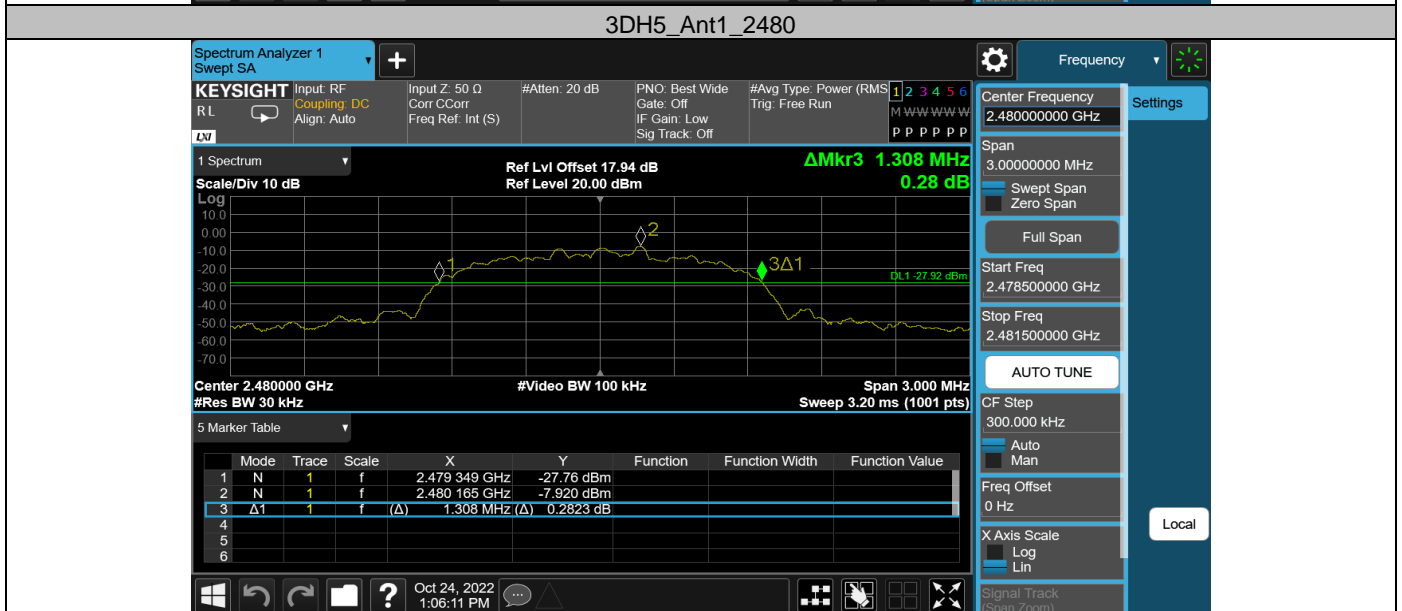 3DH5_Ant1_2480
Spectrum Analyzer 1
Swept SA
Frequency
KEYSIGHT
RL
LXI
Input: RF
Coupling: DC
Align: Auto
Input Z: 50 Ω
Corr CCorr
Freq Ref: Int (S)
#Atten: 20 dB
PNO: Best Wide
Gate: Off
IF Gain: Low
Sig Track: Off
#Avg Type: Power (RMS
Trig: Free Run
1 2 3 4 5 6
M W W W W W
P P P P P P
Center Frequency
2.480000000 GHz
Settings
Span
3.00000000 MHz
Swept Span
Zero Span
Full Span
Start Freq
2.478500000 GHz
Stop Freq
2.481500000 GHz
AUTO TUNE
CF Step
300.000 kHz
Auto
Man
Freq Offset
0 Hz
X Axis Scale
Log
Lin
Signal Track
(Span Zoom)
Local
1 Spectrum
Scale/Div 10 dB
Log
Ref Lvl Offset 17.94 dB
Ref Level 20.00 dBm
ΔMkr3 1.308 MHz
0.28 dB
10.0
0.00
-10.0
-20.0
-30.0
-40.0
-50.0
-60.0
-70.0
1
2
3Δ1
DL1 -27.92 dBm
Center 2.480000 GHz
#Video BW 100 kHz
Span 3.000 MHz
#Res BW 30 kHz
Sweep 3.20 ms (1001 pts)
5 Marker Table
Mode Trace Scale X Y Function Function Width Function Value
1 N 1 f 2.479 349 GHz -27.76 dBm
2 N 1 f 2.480 165 GHz -7.920 dBm
3 Δ1 1 f (Δ) 1.308 MHz (Δ) 0.2823 dB
4
5
6
Oct 24, 2022
1:06:11 PM